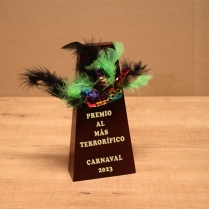 PREMIO
AL
MÁS
TERRORÍFICO
CARNAVAL
2023